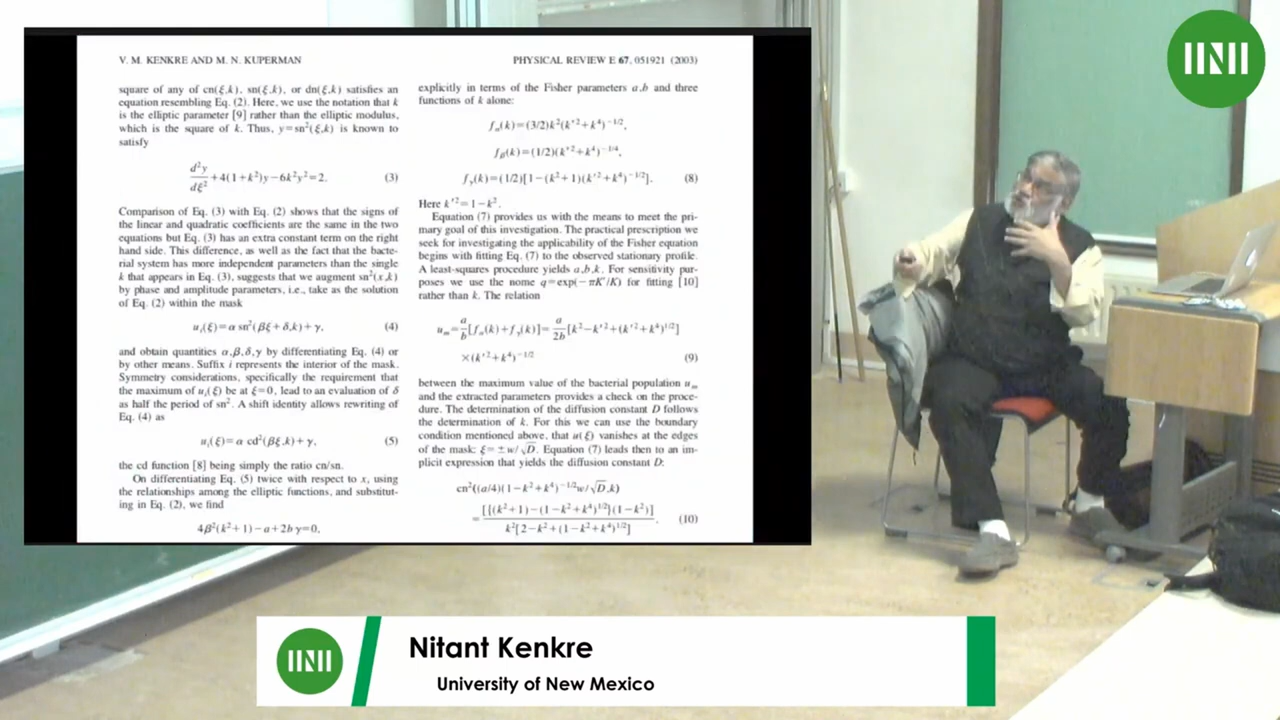 V. M. KENKRE AND M. N. KUPERMAN
PHYSICAL REVIEW E 67, 051921 (2003)
square of any of cn(ξ,k), sn(ξ,k), or dn(ξ,k) satisfies an
equation resembling Eq. (2). Here, we use the notation that k
is the elliptic parameter [9] rather than the elliptic modulus,
which is the square of k. Thus, y=sn²(ξ,k) is known to
satisfy
d²y/dξ² +4(1+k²)y−6k²y²=2. (3)
Comparison of Eq. (3) with Eq. (2) shows that the signs of
the linear and quadratic coefficients are the same in the two
equations but Eq. (3) has an extra constant term on the right
hand side. This difference, as well as the fact that the bacte-
rial system has more independent parameters than the single
k that appears in Eq. (3), suggests that we augment sn²(x,k)
by phase and amplitude parameters, i.e., take as the solution
of Eq. (2) within the mask
u_i(ξ)=α sn²(βξ+δ,k)+γ, (4)
and obtain quantities α,β,δ,γ by differentiating Eq. (4) or
by other means. Suffix i represents the interior of the mask.
Symmetry considerations, specifically the requirement that
the maximum of u_i(ξ) be at ξ=0, lead to an evaluation of δ
as half the period of sn². A shift identity allows rewriting of
Eq. (4) as
u_i(ξ)=α cd²(βξ,k)+γ, (5)
the cd function [8] being simply the ratio cn/sn.
On differentiating Eq. (5) twice with respect to x, using
the relationships among the elliptic functions, and substitut-
ing in Eq. (2), we find
4β²(k²+1)−a+2bγ=0,
explicitly in terms of the Fisher parameters a,b and three
functions of k alone:
f_α(k)=(3/2)k²(k'²+k⁴)^−1/2,
f_β(k)=(1/2)(k'²+k⁴)^−1/4,
f_γ(k)=(1/2)[1−(k²+1)(k'²+k⁴)^−1/2]. (8)
Here k'²=1−k².
Equation (7) provides us with the means to meet the pri-
mary goal of this investigation. The practical prescription we
seek for investigating the applicability of the Fisher equation
begins with fitting Eq. (7) to the observed stationary profile.
A least-squares procedure yields a,b,k. For sensitivity pur-
poses we use the nome q=exp(−πK'/K) for fitting [10]
rather than k. The relation
u_m=a/b[f_α(k)+f_γ(k)]=a/2b[k²−k'²+(k'²+k⁴)^1/2]
×(k'²+k⁴)^−1/2 (9)
between the maximum value of the bacterial population u_m
and the extracted parameters provides a check on the proce-
dure. The determination of the diffusion constant D follows
the determination of k. For this we can use the boundary
condition mentioned above, that u(ξ) vanishes at the edges
of the mask: ξ=±w/√D. Equation (7) leads then to an im-
plicit expression that yields the diffusion constant D:
cn²((a/4)(1−k²+k⁴)^−1/2w/√D,k)
=[[(k²+1)−(1−k²+k⁴)^1/2](1−k²)]/k²[2−k²+(1−k²+k⁴)^1/2]. (10)
Nitant Kenkre
University of New Mexico